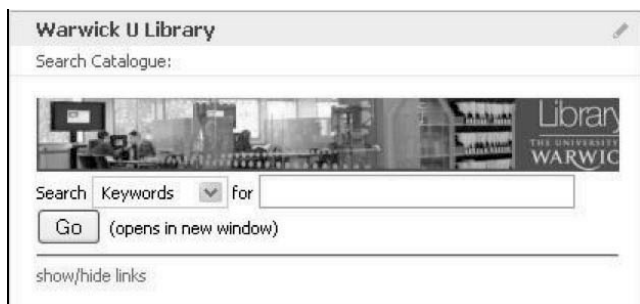 Warwick U Library
Search Catalogue:
Library
THE UNIVERSITY
WARWIC
Search Keywords for
Go (opens in new window)
show/hide links